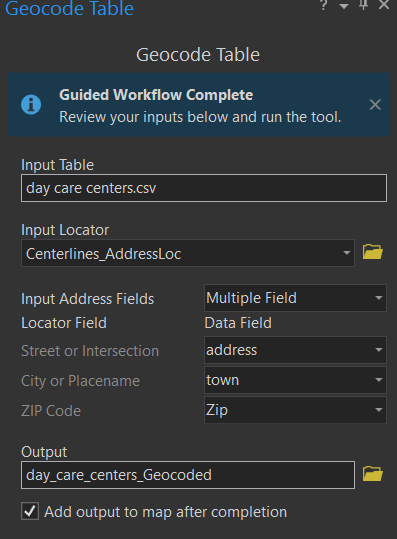 Geocode Table ?
Geocode Table
Guided Workflow Complete
Review your inputs below and run the tool.
Input Table
day care centers.csv
Input Locator
Centerlines_AddressLoc
Input Address Fields Multiple Field
Locator Field Data Field
Street or Intersection address
City or Placename town
ZIP Code Zip
Output
day_care_centers_Geocoded
Add output to map after completion